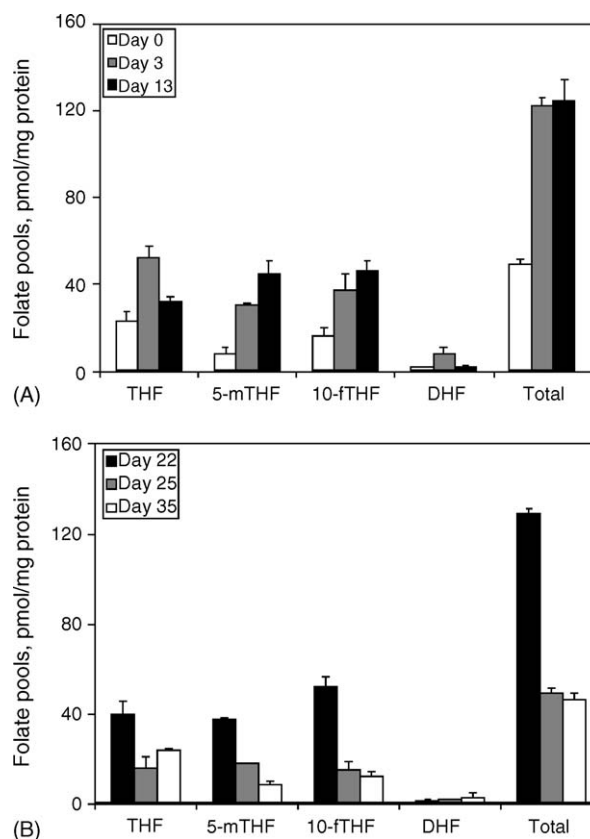 160
Day 0
Day 3
Day 13
120
80
40
0
Folate pools, pmol/mg protein
THF 5-mTHF 10-fTHF DHF Total
(A)
160
Day 22
Day 25
Day 35
120
80
40
0
Folate pools, pmol/mg protein
THF 5-mTHF 10-fTHF DHF Total
(B)